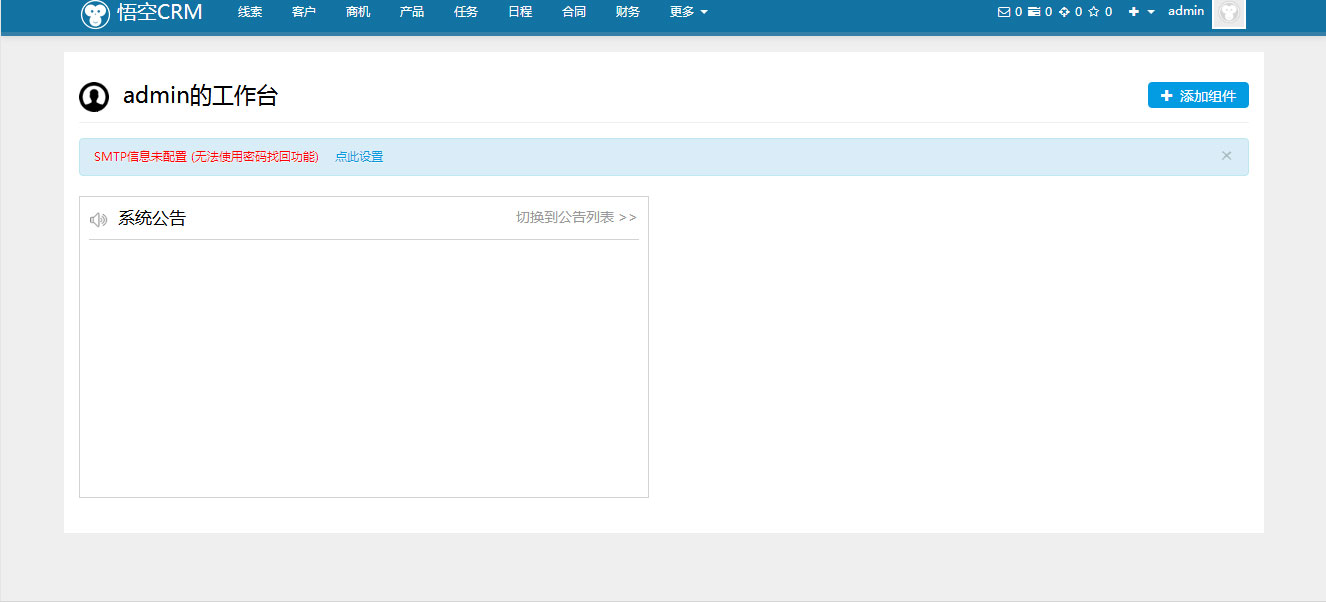 悟空CRM 线索 客户 商机 产品 任务 日程 合同 财务 更多 0 0 0 0 admin
admin的工作台 添加组件
SMTP信息未配置 (无法使用密码找回功能) 点此设置 ×
系统公告 切换到公告列表 >>